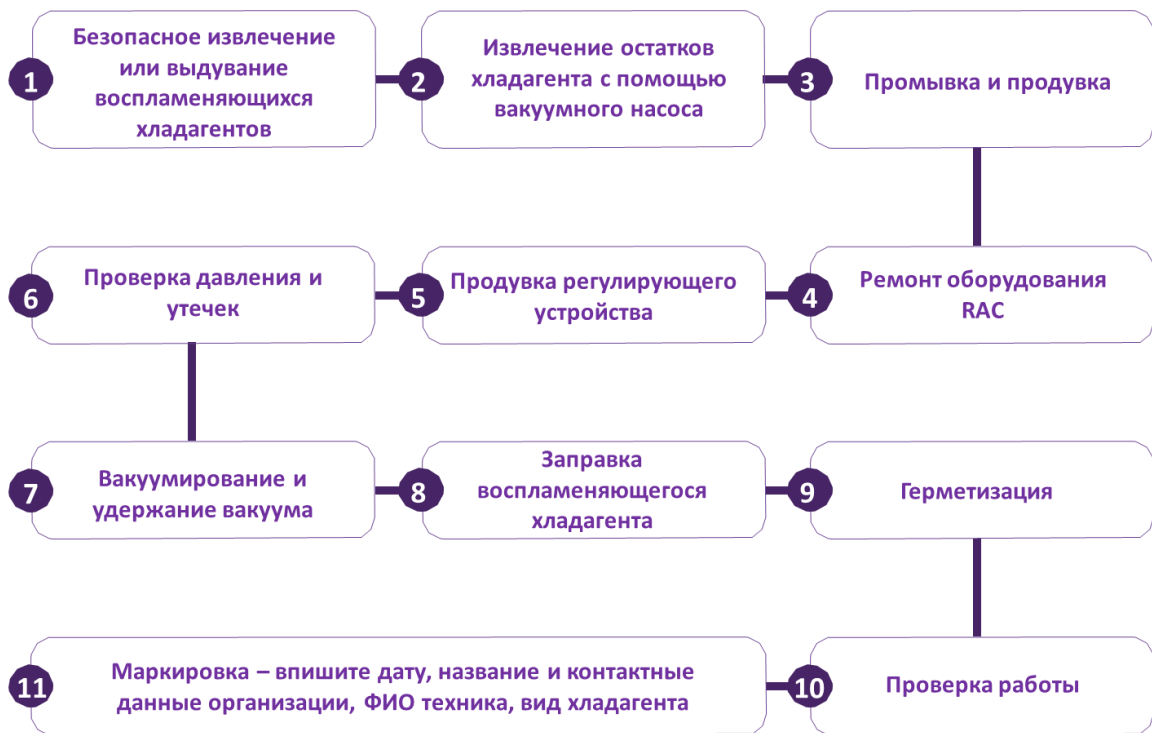 1
Безопасное извлечение
или выдувание
воспламеняющихся
хладагентов
2
Извлечение остатков
хладагента с помощью
вакуумного насоса
3
Промывка и продувка
4
Ремонт оборудования
RAC
5
Продувка регулирующего
устройства
6
Проверка давления и
утечек
7
Вакуумирование и
удержание вакуума
8
Заправка
воспламеняющегося
хладагента
9
Герметизация
10
Проверка работы
11
Маркировка – впишите дату, название и контактные
данные организации, ФИО техника, вид хладагента